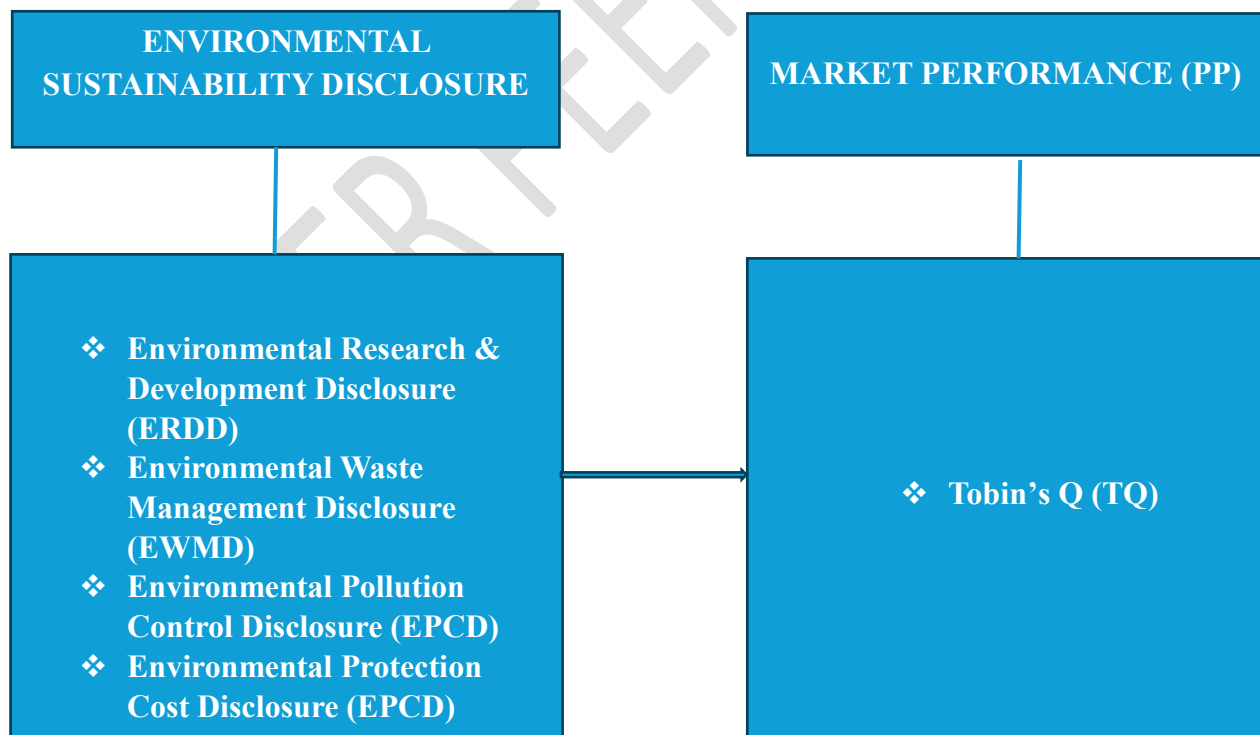 ENVIRONMENTAL
SUSTAINABILITY DISCLOSURE
MARKET PERFORMANCE (PP)
❖ Environmental Research &
Development Disclosure
(ERDD)
❖ Environmental Waste
Management Disclosure
(EWMD)
❖ Environmental Pollution
Control Disclosure (EPCD)
❖ Environmental Protection
Cost Disclosure (EPCD)
❖ Tobin’s Q (TQ)